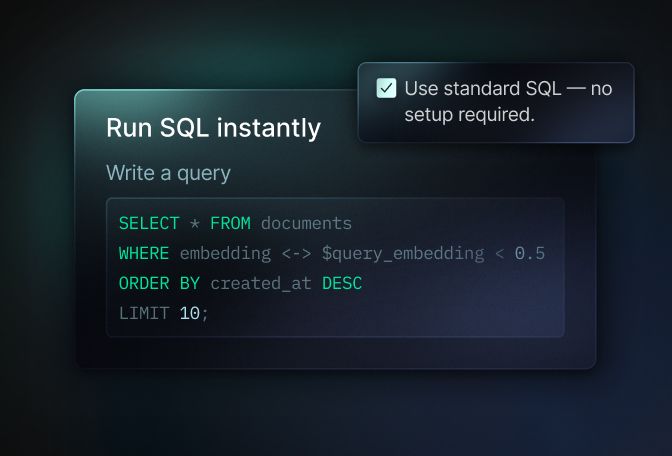 Use standard SQL — no
setup required.
Run SQL instantly
Write a query
SELECT * FROM documents
WHERE embedding <-> $query_embedding < 0.5
ORDER BY created_at DESC
LIMIT 10;